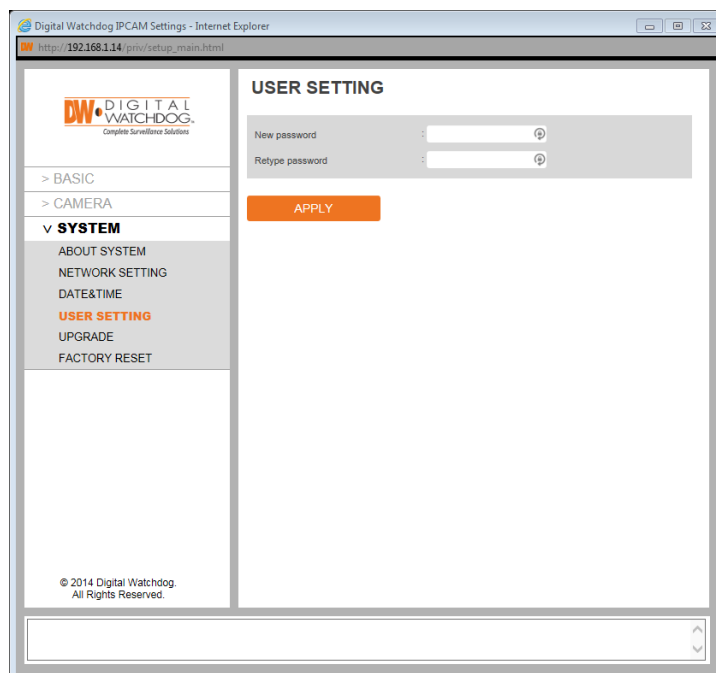 Digital Watchdog IPCAM Settings - Internet Explorer
http://192.168.1.14/priv/setup_main.html
DW DIGITAL
WATCHDOG®
Complete Surveillance Solutions
> BASIC
> CAMERA
v SYSTEM
ABOUT SYSTEM
NETWORK SETTING
DATE&TIME
USER SETTING
UPGRADE
FACTORY RESET
© 2014 Digital Watchdog.
All Rights Reserved.
USER SETTING
New password :
Retype password :
APPLY